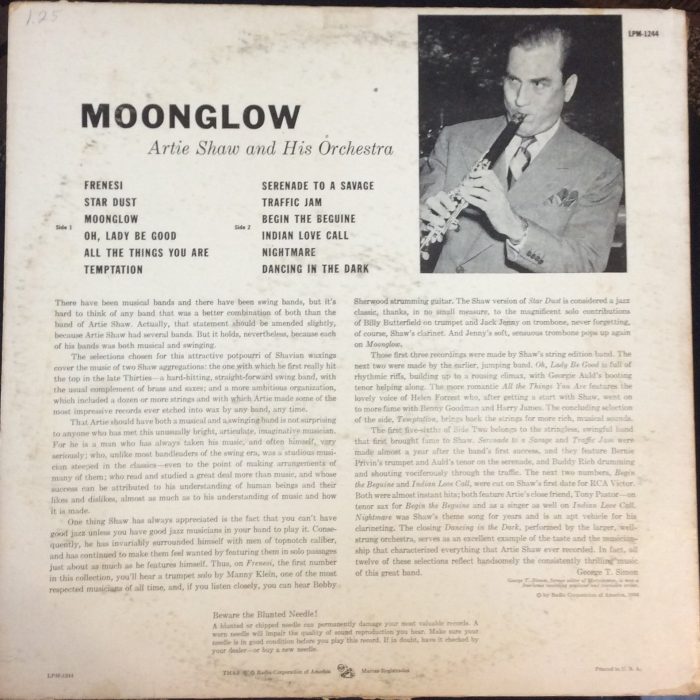 1.25
LPM-1244
MOONGLOW
Artie Shaw and His Orchestra
Side 1
FRENESI
STAR DUST
MOONGLOW
OH, LADY BE GOOD
ALL THE THINGS YOU ARE
TEMPTATION
Side 2
SERENADE TO A SAVAGE
TRAFFIC JAM
BEGIN THE BEGUINE
INDIAN LOVE CALL
NIGHTMARE
DANCING IN THE DARK
There have been musical bands and there have been swing bands, but it's
hard to think of any band that was a better combination of both than the
band of Artie Shaw. Actually, that statement should be amended slightly,
because Artie Shaw had several bands. But it holds, nevertheless, because each
of his bands was both musical and swinging.
The selections chosen for this attractive potpourri of Shavian waxings
cover the music of two Shaw aggregations: the one with which he first really hit
the top in the late Thirties—a hard-hitting, straight-forward swing band, with
the usual complement of brass and saxes; and a more ambitious organization,
which included a dozen or more strings and with which Artie made some of the
most impressive records ever etched into wax by any band, any time.
That Artie should have both a musical and a swinging band is not surprising
to anyone who has met this unusually bright, articulate, imaginative musician.
For he is a man who has always taken his music, and often himself, very
seriously; who, unlike most bandleaders of the swing era, was a studious musi-
cian steeped in the classics—even to the point of making arrangements of
many of them; who read and studied a great deal more than music, and whose
success can be attributed to his understanding of human beings and their
likes and dislikes, almost as much as to his understanding of music and how
it is made.
One thing Shaw has always appreciated is the fact that you can't have
good jazz unless you have good jazz musicians in your band to play it. Conse-
quently, he has invariably surrounded himself with men of topnotch caliber,
and has continued to make them feel wanted by featuring them in solo passages
just about as much as he features himself. Thus, on Frenesi, the first number
in this collection, you'll hear a trumpet solo by Manny Klein, one of the most
respected musicians of all time, and, if you listen closely, you can hear Bobby
Sherwood strumming guitar. The Shaw version of Star Dust is considered a jazz
classic, thanks, in no small measure, to the magnificent solo contributions
of Billy Butterfield on trumpet and Jack Jenny on trombone, never forgetting,
of course, Shaw's clarinet. And Jenny's soft, sensuous trombone pops up again
on Moonglow.
Those first three recordings were made by Shaw's string edition band. The
next two were made by the earlier, jumping band. Oh, Lady Be Good is full of
rhythmic riffs, building up to a rousing climax, with Georgie Auld's booting
tenor helping along. The more romantic All the Things You Are features the
lovely voice of Helen Forrest who, after getting a start with Shaw, went on
to more fame with Benny Goodman and Harry James. The concluding selection
of the side, Temptation, brings back the strings for more rich, musical sounds.
The first five-sixths of Side Two belongs to the stringless, swingful band
that first brought fame to Shaw. Serenade to a Savage and Traffic Jam were
made almost a year after the band's first success, and they feature Bernie
Privin's trumpet and Auld's tenor on the serenade, and Buddy Rich drumming
and shouting vociferously through the traffic. The next two numbers, Begin
the Beguine and Indian Love Call, were cut on Shaw's first date for RCA Victor.
Both were almost instant hits; both feature Artie's close friend, Tony Pastor—on
tenor sax for Begin the Beguine and as a singer as well on Indian Love Call.
Nightmare was Shaw's theme song for years and is an apt vehicle for his
clarineting. The closing Dancing in the Dark, performed by the larger, well-
strung orchestra, serves as an excellent example of the taste and the musician-
ship that characterized everything that Artie Shaw ever recorded. In fact, all
twelve of these selections reflect handsomely the consistently thrilling music
of this great band.
George T. Simon
George T. Simon, former editor of Metronome, is now a
© by Radio Corporation of America, 1956
Beware the Blunted Needle!
A blunted or chipped needle can permanently damage your most valuable records. A
worn needle will impair the quality of sound reproduction you hear. Make sure your
needle is in good condition before you play this record. If in doubt, have it checked by
your dealer—or buy a new needle.
LPM-1244
TMKS ® © Radio Corporation of America
Marcas Registradas
Printed in U. S. A.